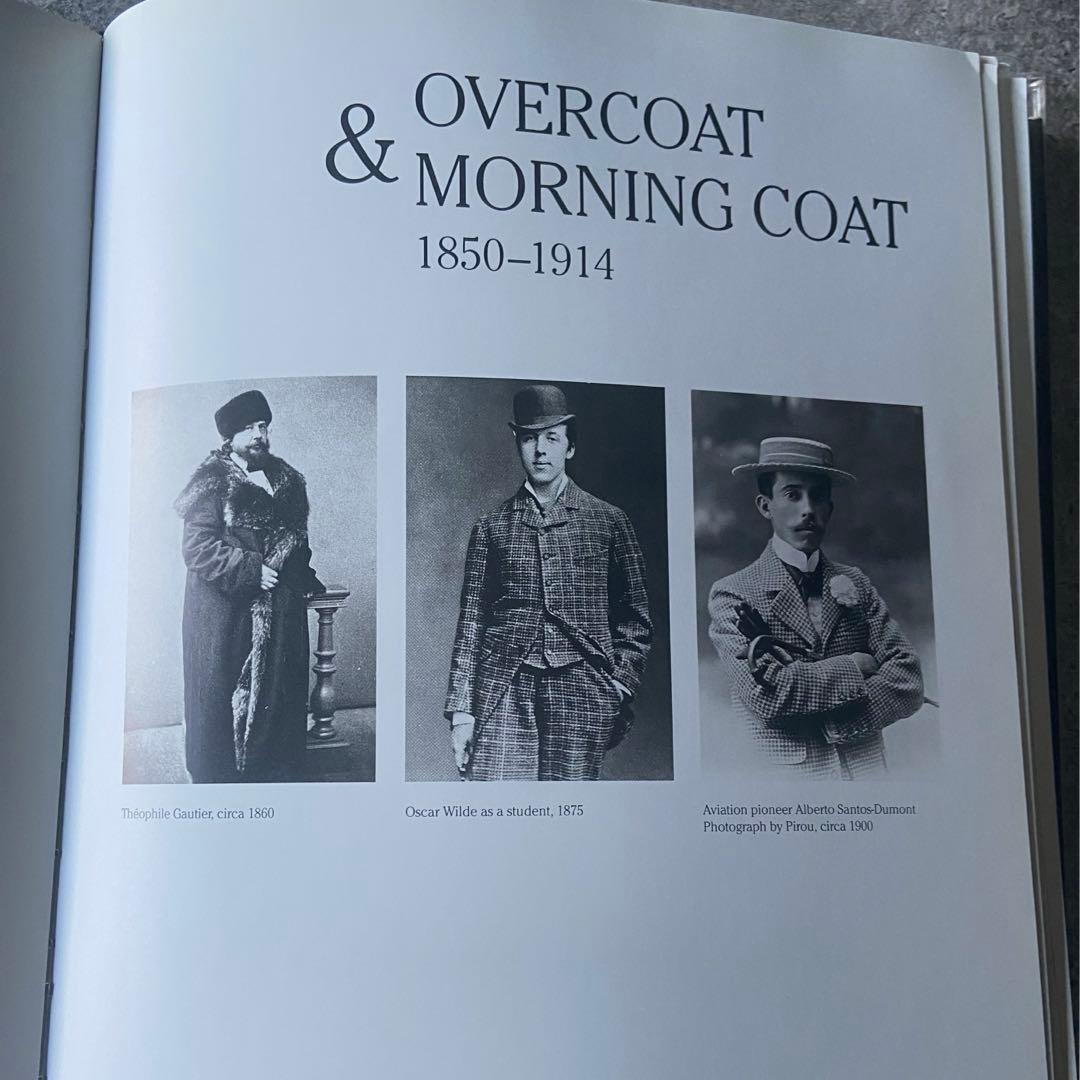 OVERCOAT
& MORNING COAT
1850–1914
Théophile Gautier, circa 1860
Oscar Wilde as a student, 1875
Aviation pioneer Alberto Santos-Dumont
Photograph by Pirou, circa 1900